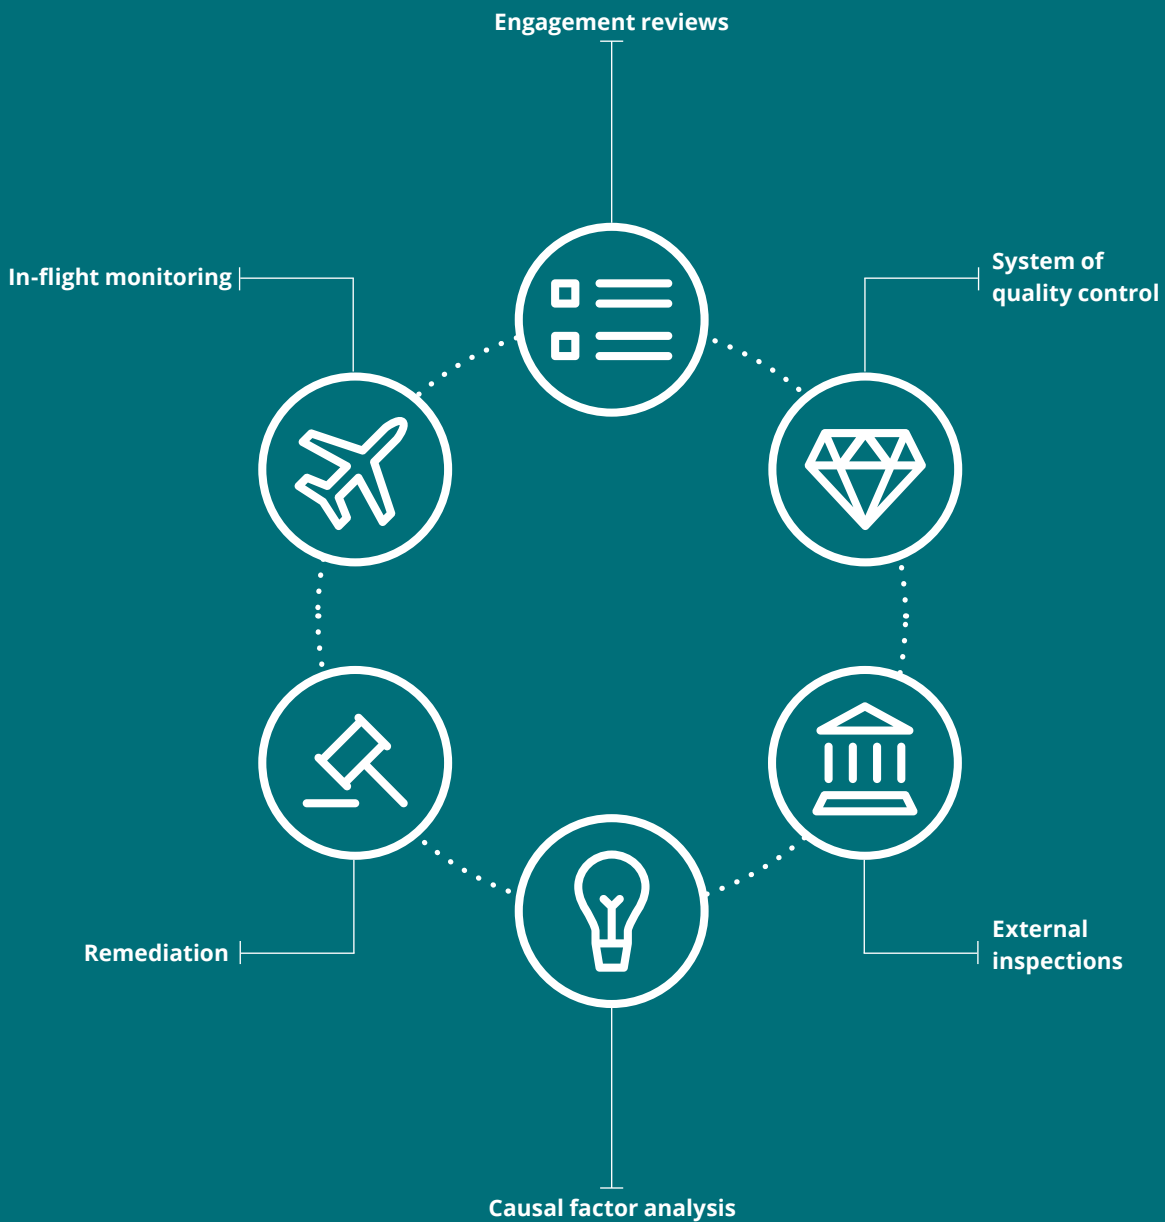 Engagement reviews
In-flight monitoring
System of
quality control
Remediation
External
inspections
Causal factor analysis